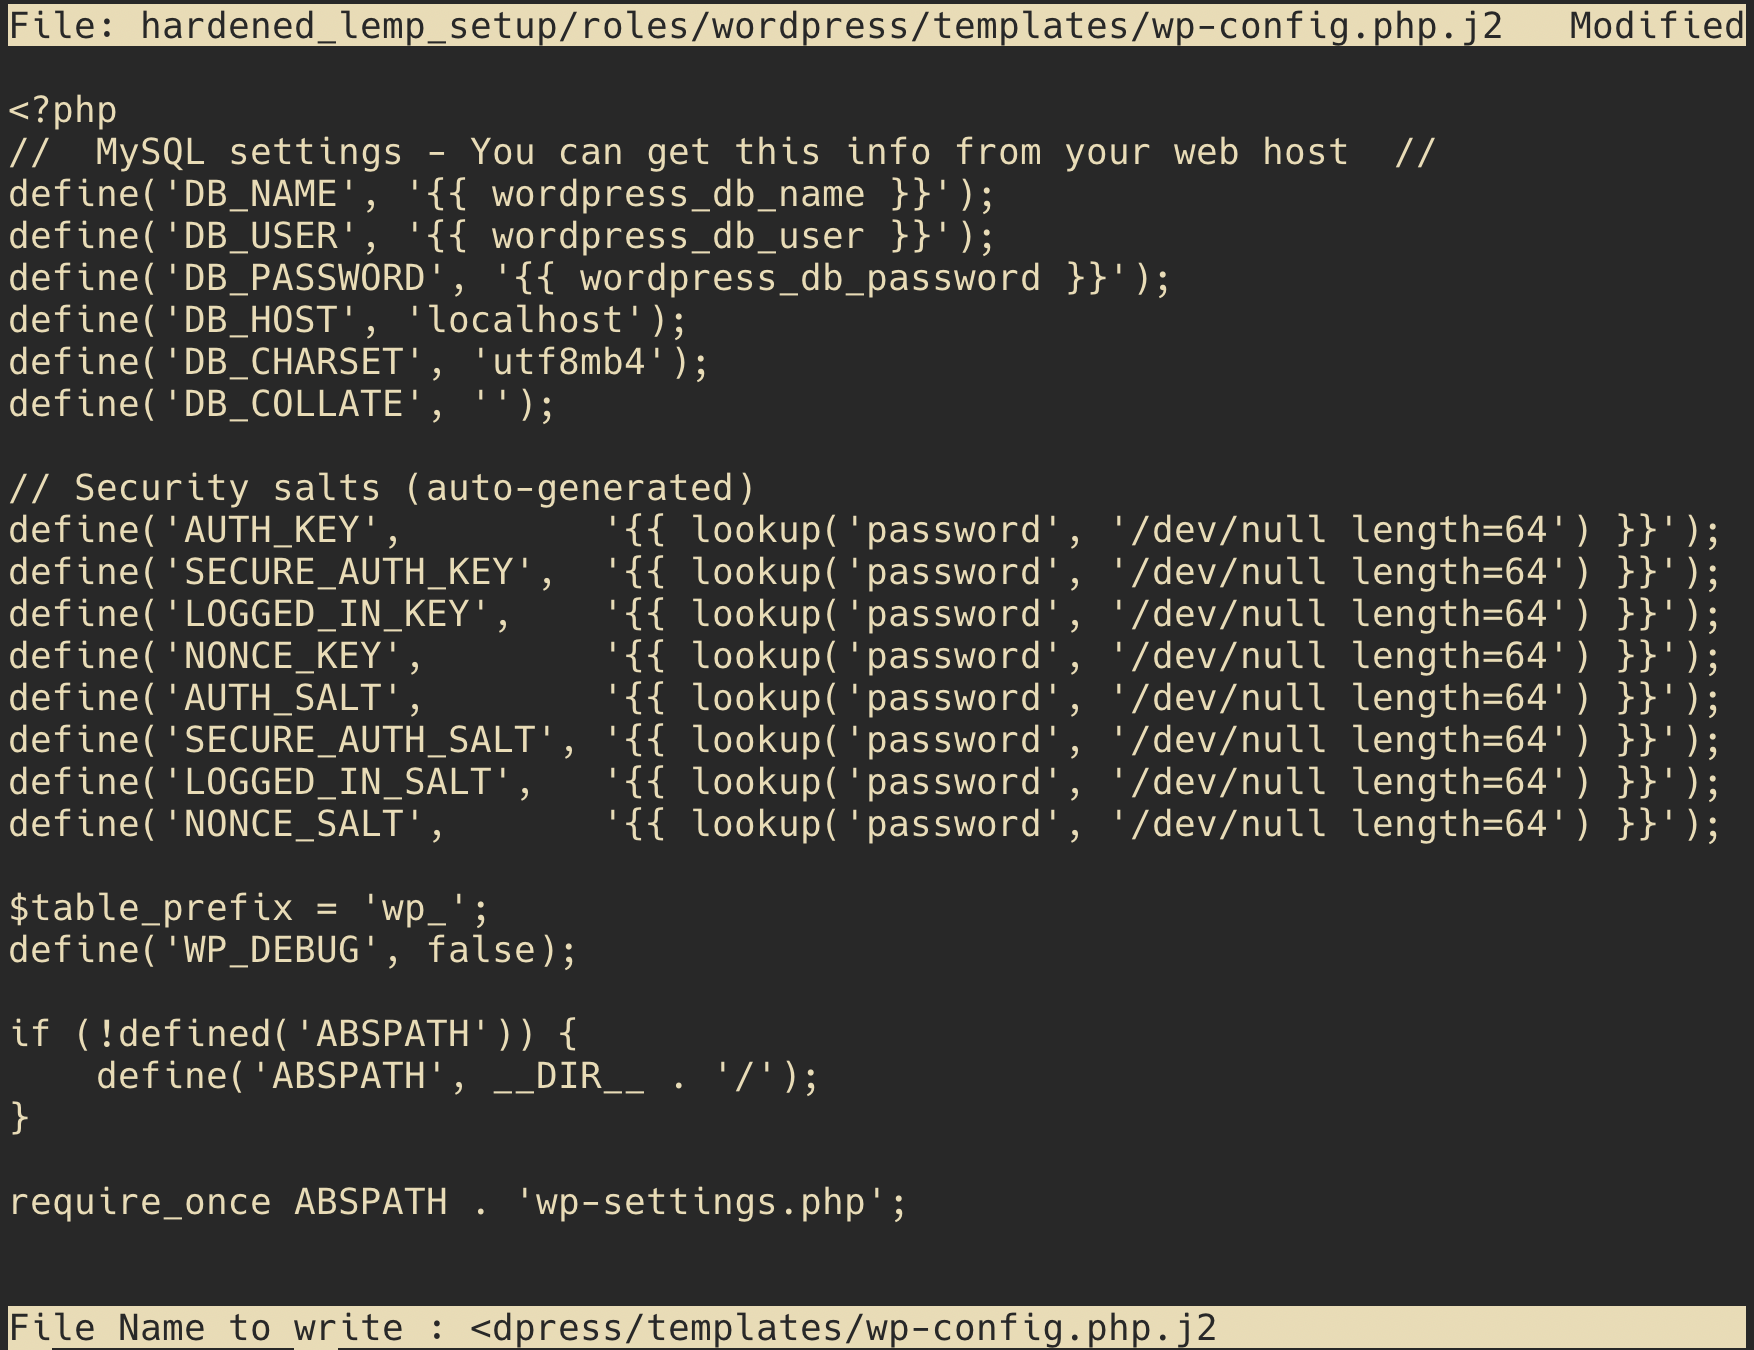 File: hardened_lemp_setup/roles/wordpress/templates/wp-config.php.j2   Modified
<?php
//  MySQL settings - You can get this info from your web host  //
define('DB_NAME', '{{ wordpress_db_name }}');
define('DB_USER', '{{ wordpress_db_user }}');
define('DB_PASSWORD', '{{ wordpress_db_password }}');
define('DB_HOST', 'localhost');
define('DB_CHARSET', 'utf8mb4');
define('DB_COLLATE', '');

// Security salts (auto-generated)
define('AUTH_KEY',         '{{ lookup('password', '/dev/null length=64') }}');
define('SECURE_AUTH_KEY',  '{{ lookup('password', '/dev/null length=64') }}');
define('LOGGED_IN_KEY',    '{{ lookup('password', '/dev/null length=64') }}');
define('NONCE_KEY',        '{{ lookup('password', '/dev/null length=64') }}');
define('AUTH_SALT',        '{{ lookup('password', '/dev/null length=64') }}');
define('SECURE_AUTH_SALT', '{{ lookup('password', '/dev/null length=64') }}');
define('LOGGED_IN_SALT',   '{{ lookup('password', '/dev/null length=64') }}');
define('NONCE_SALT',       '{{ lookup('password', '/dev/null length=64') }}');

$table_prefix = 'wp_';
define('WP_DEBUG', false);

if (!defined('ABSPATH')) {
    define('ABSPATH', __DIR__ . '/');
}

require_once ABSPATH . 'wp-settings.php';

File Name to write : <dpress/templates/wp-config.php.j2